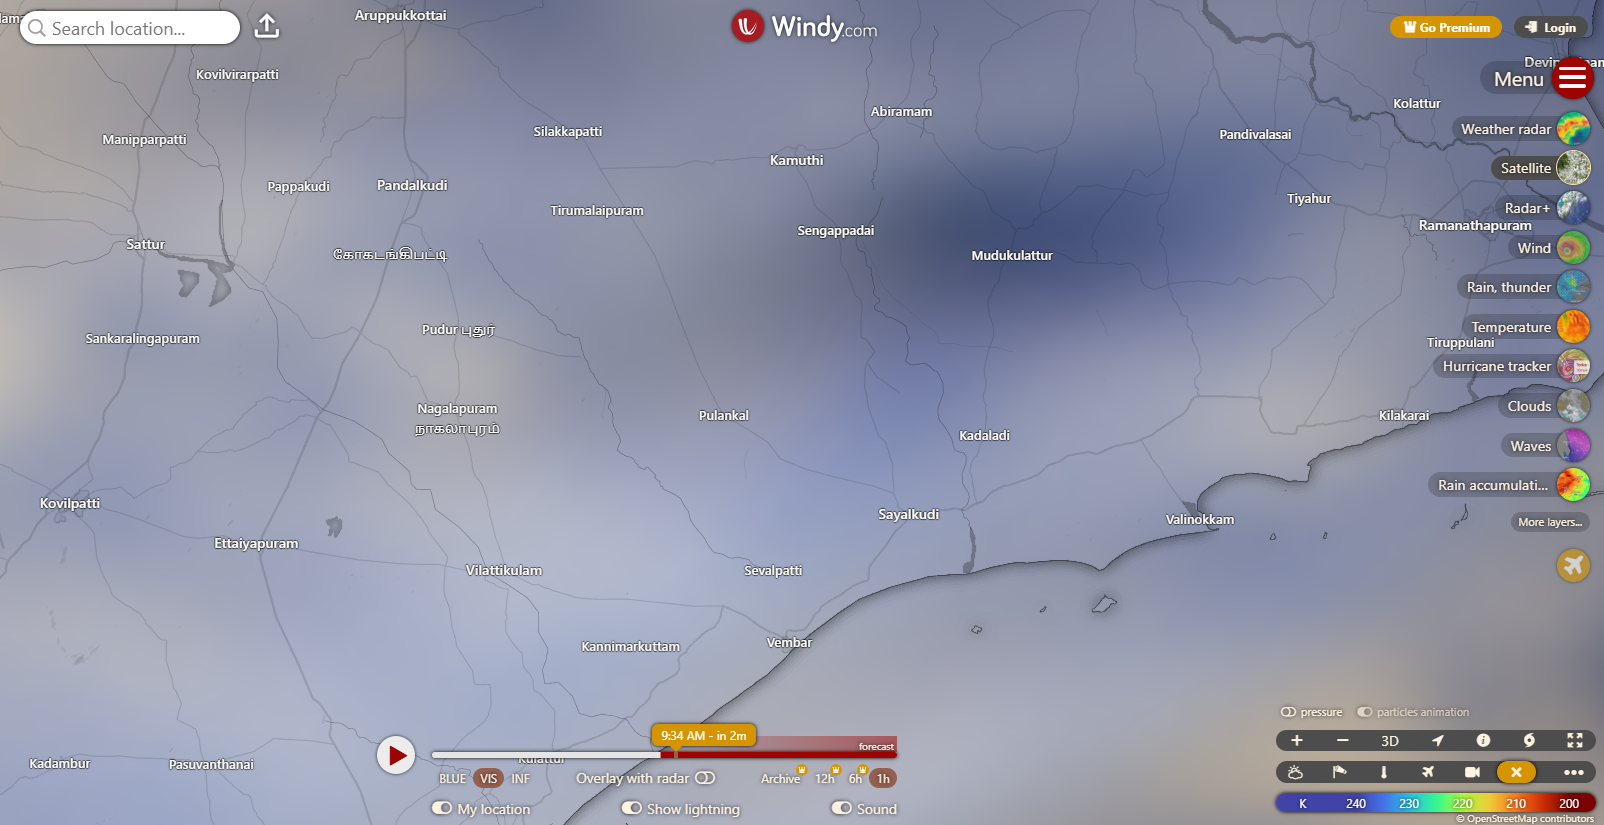 Aruppukkottai
Search location...
Windy.com
Go Premium
Login
Menu
Kovilvirarpatti
Kolattur
Abiramam
Manipparpatti
Silakkapatti
Pandivalasai
Weather radar
Kamuthi
Satellite
Pappakudi
Pandalkudi
Tiyahur
Tirumalaipuram
Radar+
Sengappadai
Ramanathapuram
Sattur
கோகடங்கிபட்டி
Mudukulattur
Wind
Rain, thunder
Pudur புதுர்
Temperature
Sankaralingapuram
Tiruppulani
Hurricane tracker
Nagalapuram
நாகலாபுரம்
Pulankal
Clouds
Kilakarai
Kadaladi
Waves
Rain accumulati...
Kovilpatti
Sayalkudi
Valinokkam
More layers...
Ettaiyapuram
Vilattikulam
Sevalpatti
Kannimarkuttam
Vembar
pressure
particles animation
9:34 AM - in 2m
forecast
3D
Kadambur
Pasuvanthanai
Kulattur
BLUE
VIS
INF
Overlay with radar
Archive
12h
6h
1h
My location
Show lightning
Sound
K 240 230 220 210 200
© OpenStreetMap contributors